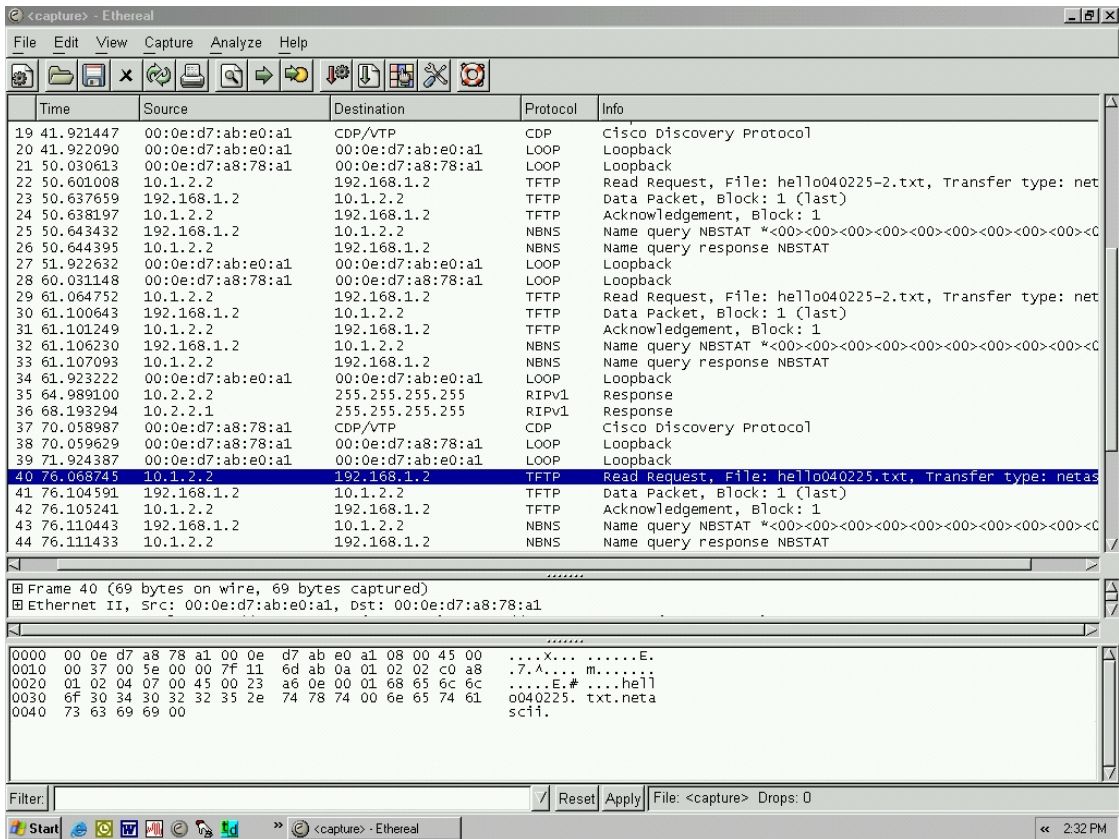 <capture> - Ethereal
File Edit View Capture Analyze Help
Time Source Destination Protocol Info
19 41.921447 00:0e:d7:ab:e0:a1 CDP/VTP CDP Cisco Discovery Protocol
20 41.922090 00:0e:d7:ab:e0:a1 00:0e:d7:ab:e0:a1 LOOP Loopback
21 50.030613 00:0e:d7:a8:78:a1 00:0e:d7:a8:78:a1 LOOP Loopback
22 50.601008 10.1.2.2 192.168.1.2 TFTP Read Request, File: hello040225-2.txt, Transfer type: net
23 50.637659 192.168.1.2 10.1.2.2 TFTP Data Packet, Block: 1 (last)
24 50.638197 10.1.2.2 192.168.1.2 TFTP Acknowledgement, Block: 1
25 50.643432 192.168.1.2 10.1.2.2 NBNS Name query NBSTAT *<00><00><00><00><00><00><00><00><00><0
26 50.644395 10.1.2.2 192.168.1.2 NBNS Name query response NBSTAT
27 51.922632 00:0e:d7:ab:e0:a1 00:0e:d7:ab:e0:a1 LOOP Loopback
28 60.031148 00:0e:d7:a8:78:a1 00:0e:d7:a8:78:a1 LOOP Loopback
29 61.064752 10.1.2.2 192.168.1.2 TFTP Read Request, File: hello040225-2.txt, Transfer type: net
30 61.100643 192.168.1.2 10.1.2.2 TFTP Data Packet, Block: 1 (last)
31 61.101249 10.1.2.2 192.168.1.2 TFTP Acknowledgement, Block: 1
32 61.106230 192.168.1.2 10.1.2.2 NBNS Name query NBSTAT *<00><00><00><00><00><00><00><00><00><0
33 61.107093 10.1.2.2 192.168.1.2 NBNS Name query response NBSTAT
34 61.923222 00:0e:d7:ab:e0:a1 00:0e:d7:ab:e0:a1 LOOP Loopback
35 64.989100 10.2.2.2 255.255.255.255 RIPv1 Response
36 68.193294 10.2.2.1 255.255.255.255 RIPv1 Response
37 70.058987 00:0e:d7:a8:78:a1 CDP/VTP CDP Cisco Discovery Protocol
38 70.059629 00:0e:d7:a8:78:a1 00:0e:d7:a8:78:a1 LOOP Loopback
39 71.924387 00:0e:d7:ab:e0:a1 00:0e:d7:ab:e0:a1 LOOP Loopback
40 76.068745 10.1.2.2 192.168.1.2 TFTP Read Request, File: hello040225.txt, Transfer type: netas
41 76.104591 192.168.1.2 10.1.2.2 TFTP Data Packet, Block: 1 (last)
42 76.105241 10.1.2.2 192.168.1.2 TFTP Acknowledgement, Block: 1
43 76.110443 192.168.1.2 10.1.2.2 NBNS Name query NBSTAT *<00><00><00><00><00><00><00><00><00><0
44 76.111433 10.1.2.2 192.168.1.2 NBNS Name query response NBSTAT
Frame 40 (69 bytes on wire, 69 bytes captured)
Ethernet II, Src: 00:0e:d7:ab:e0:a1, Dst: 00:0e:d7:a8:78:a1
0000 00 0e d7 a8 78 a1 00 0e d7 ab e0 a1 08 00 45 00 ....x... ......E.
0010 00 37 00 5e 00 00 7f 11 6d ab 0a 01 02 02 c0 a8 .7.^.... m.......
0020 01 02 04 07 00 45 00 23 a6 0e 00 01 68 65 6c 6c .....E.# ....hell
0030 6f 30 34 30 32 32 35 2e 74 78 74 00 6e 65 74 61 o040225. txt.neta
0040 73 63 69 69 00 scii.
Filter: Reset Apply File: <capture> Drops: 0
Start » <capture> - Ethereal « 2:32 PM